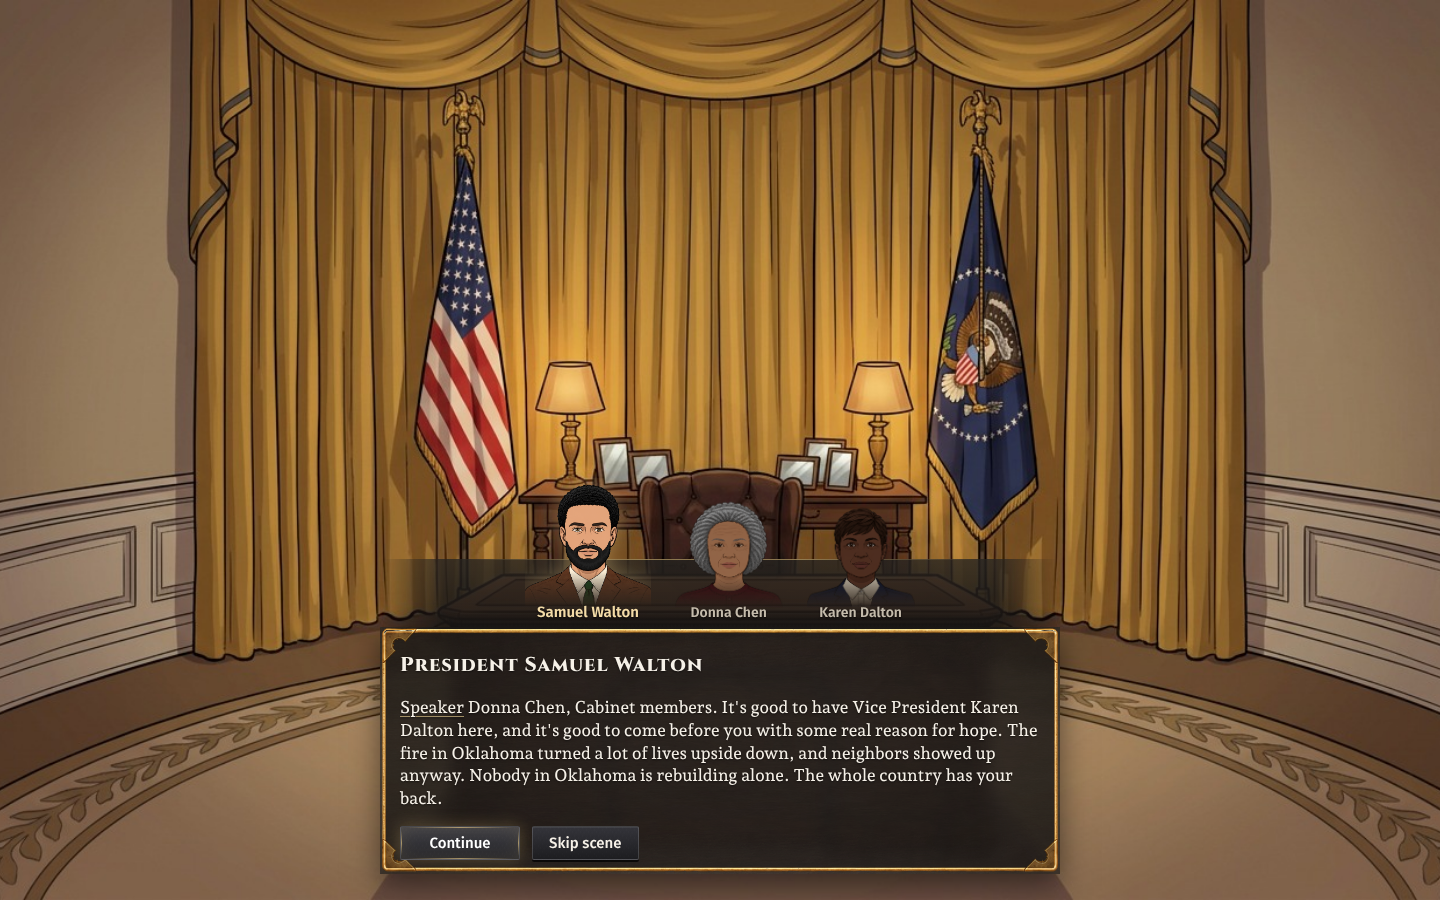 Samuel Walton
Donna Chen
Karen Dalton
President Samuel Walton
Speaker Donna Chen, Cabinet members. It's good to have Vice President Karen
Dalton here, and it's good to come before you with some real reason for hope. The
fire in Oklahoma turned a lot of lives upside down, and neighbors showed up
anyway. Nobody in Oklahoma is rebuilding alone. The whole country has your
back.
Continue
Skip scene